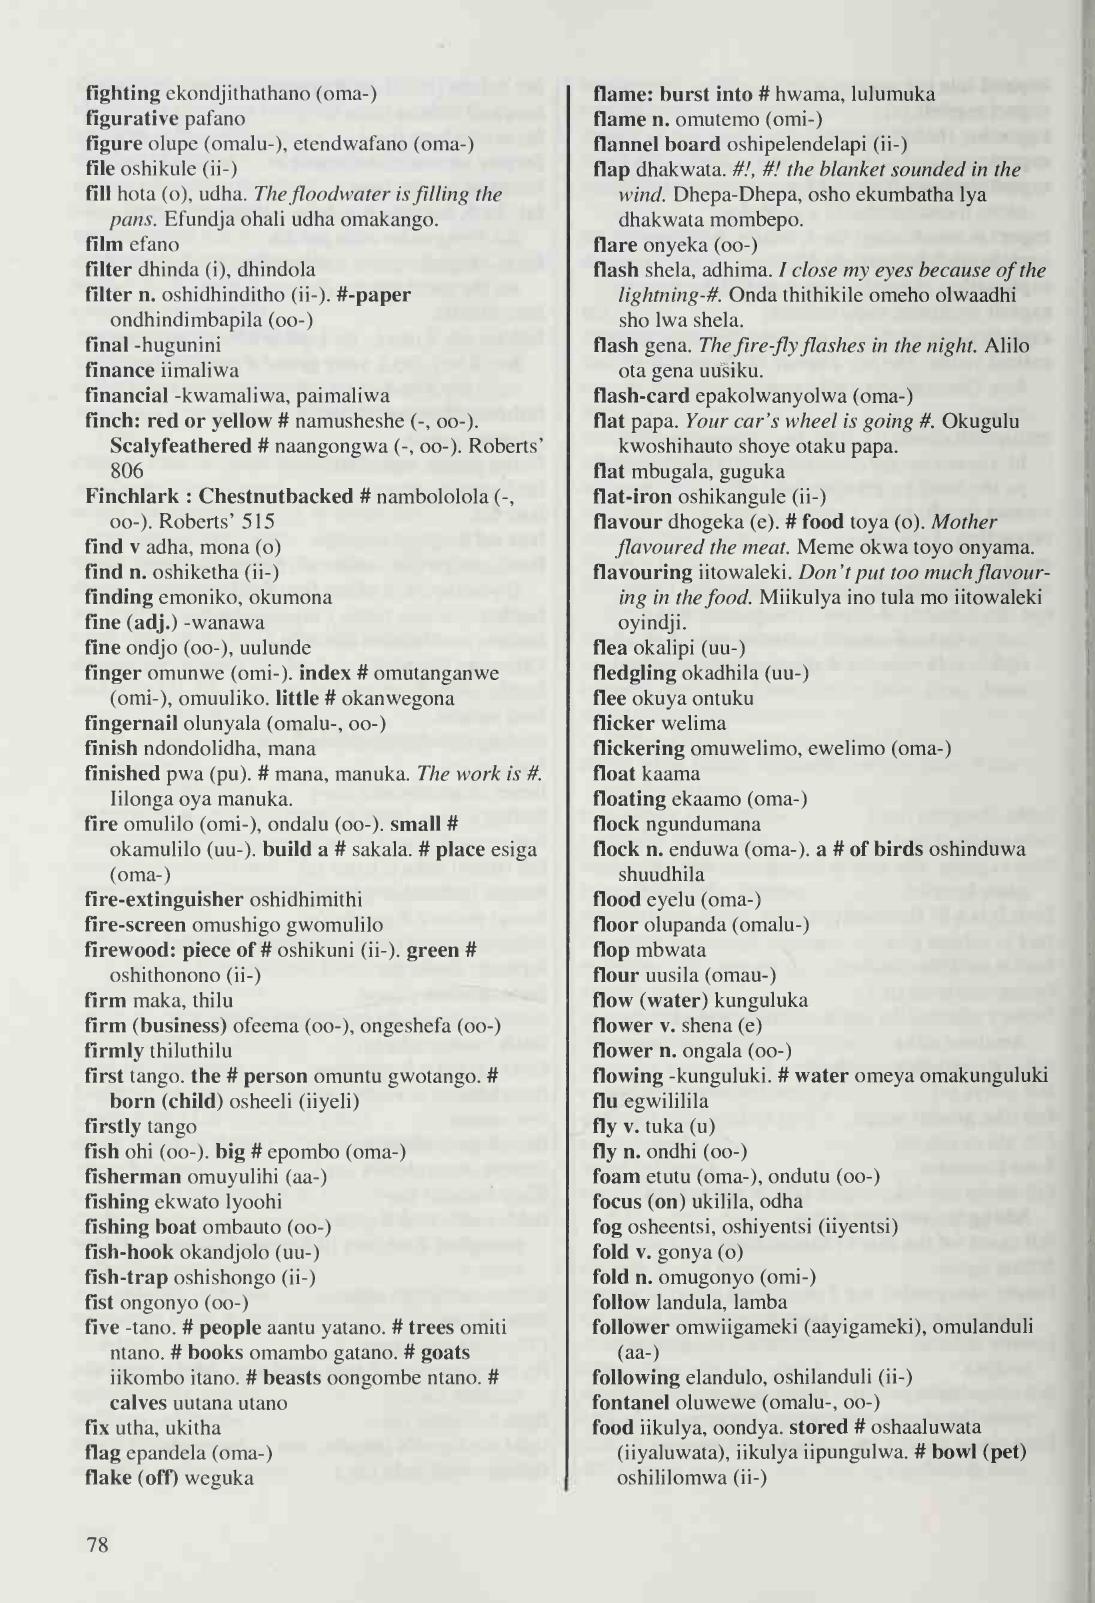 fighting ekondjithathano (oma-)
figurative pafano
figure olupe (omalu-), etendwafano (oma-)
file oshikule (ii-)
fill hota (o), udha. The floodwater is filling the
pans. Efundja ohali udha omakango.
film efano
filter dhinda (i), dhindola
filter n. oshidhinditho (ii-). #-paper
ondhindimbapila (oo-)
final -hugunini
finance iimaliwa
financial -kwamaliwa, paimaliwa
finch: red or yellow # namusheshe (-, oo-).
Scalyfeathered # naangongwa (-, oo-). Roberts'
806
Finchlark : Chestnutbacked # nambololola (-,
oo-). Roberts' 515
find v adha, mona (o)
find n. oshiketha (ii-)
finding emoniko, okumona
fine (adj.) -wanawa
fine ondjo (oo-), uulunde
finger omunwe (omi-). index # omutanganwe
(omi-), omuuliko. little # okanwegona
fingernail olunyala (omalu-, oo-)
finish ndondolidha, mana
finished pwa (pu). # mana, manuka. The work is #.
Iilonga oya manuka.
fire omulilo (omi-), ondalu (oo-). small #
okamulilo (uu-). build a # sakala. # place esiga
(oma-)
fire-extinguisher oshidhimithi
fire-screen omushigo gwomulilo
firewood: piece of # oshikuni (ii-). green #
oshithonono (ii-)
firm maka, thilu
firm (business) ofeema (oo-), ongeshefa (oo-)
firmly thiluthilu
first tango. the # person omuntu gwotango. #
born (child) osheeli (iiyeli)
firstly tango
fish ohi (oo-). big # epombo (oma-)
fisherman omuyulihi (aa-)
fishing ekwato lyoohi
fishing boat ombauto (oo-)
fish-hook okandjolo (uu-)
fish-trap oshishongo (ii-)
fist ongonyo (oo-)
five -tano. # people aantu yatano. # trees omiti
ntano. # books omambo gatano. # goats
iikombo itano. # beasts oongombe ntano. #
calves uutana utano
fix utha, ukitha
flag epandela (oma-)
flake (off) weguka
flame: burst into # hwama, lulumuka
flame n. omutemo (omi-)
flannel board oshipelendelapi (ii-)
flap dhakwata. #!, #! the blanket sounded in the
wind. Dhepa-Dhepa, osho ekumbatha lya
dhakwata mombepo.
flare onyeka (oo-)
flash shela, adhima. I close my eyes because of the
lightning-#. Onda thithikile omeho olwaadhi
sho lwa shela.
flash gena. The fire-fly flashes in the night. Alilo
ota gena uusiku.
flash-card epakolwanyolwa (oma-)
flat papa. Your car's wheel is going #. Okugulu
kwoshihauto shoye otaku papa.
flat mbugala, guguka
flat-iron oshikangule (ii-)
flavour dhogeka (e). # food toya (o). Mother
flavoured the meat. Meme okwa toyo onyama.
flavouring iitowaleki. Don't put too much flavour-
ing in the food. Miikulya ino tula mo iitowaleki
oyindji.
flea okalipi (uu-)
fledgling okadhila (uu-)
flee okuya ontuku
flicker welima
flickering omuwelimo, ewelimo (oma-)
float kaama
floating ekaamo (oma-)
flock ngundumana
flock n. enduwa (oma-). a # of birds oshinduwa
shuudhila
flood eyelu (oma-)
floor olupanda (omalu-)
flop mbwata
flour uusila (omau-)
flow (water) kunguluka
flower v. shena (e)
flower n. ongala (oo-)
flowing -kunguluki. # water omeya omakunguluki
flu egwililila
fly v. tuka (u)
fly n. ondhi (oo-)
foam etutu (oma-), ondutu (oo-)
focus (on) ukilila, odha
fog osheentsi, oshiyentsi (iiyentsi)
fold v. gonya (o)
fold n. omugonyo (omi-)
follow landula, lamba
follower omwiigameki (aayigameki), omulanduli
(aa-)
following elandulo, oshilanduli (ii-)
fontanel oluwewe (omalu-, oo-)
food iikulya, oondya. stored # oshaaluwata
(iiyaluwata), iikulya iipungulwa. # bowl (pet)
oshililomwa (ii-)
78